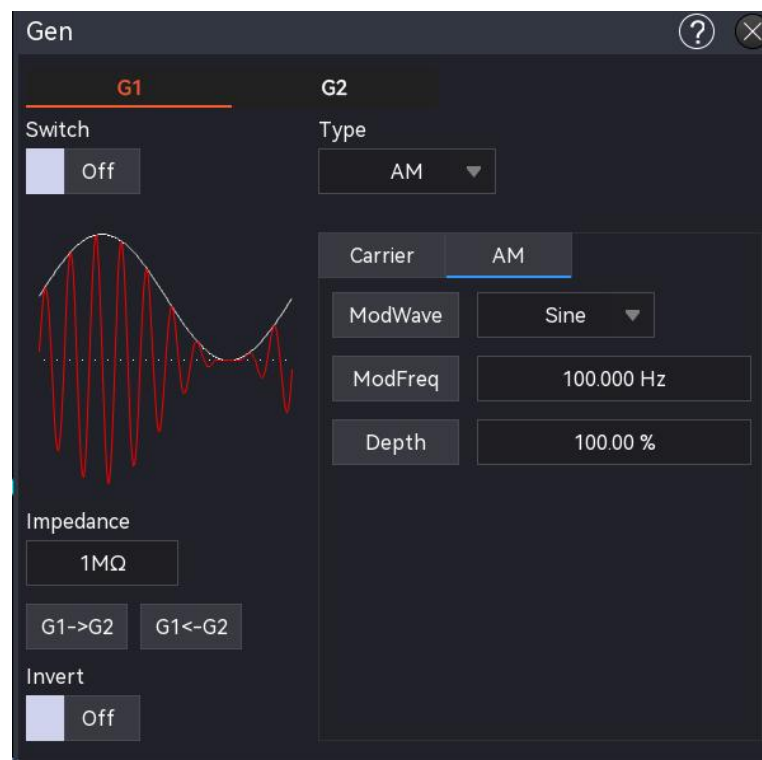 Gen
?
G1 G2
Switch Type
Off AM
Carrier AM
ModWave Sine
ModFreq 100.000 Hz
Depth 100.00 %
Impedance
1MΩ
G1->G2 G1<-G2
Invert
Off